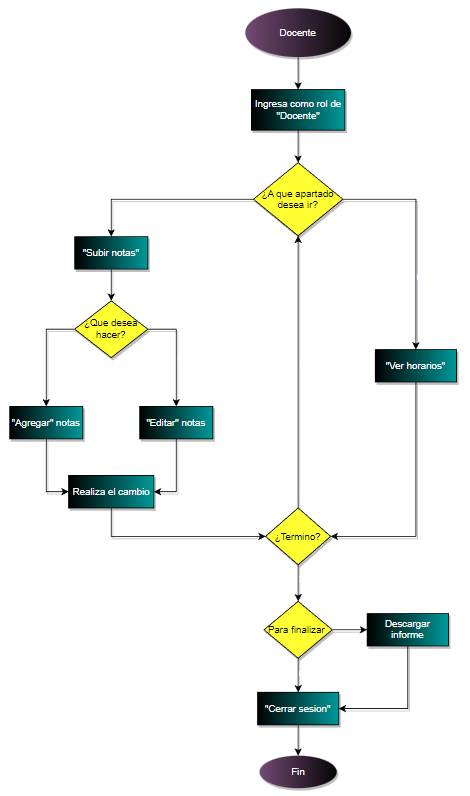 Docente
Ingresa como rol de
"Docente"
¿A que apartado
desea ir?
"Subir notas"
¿Que desea
hacer?
"Ver horarios"
"Agregar" notas
"Editar" notas
Realiza el cambio
¿Termino?
Para finalizar
Descargar
informe
"Cerrar sesion"
Fin